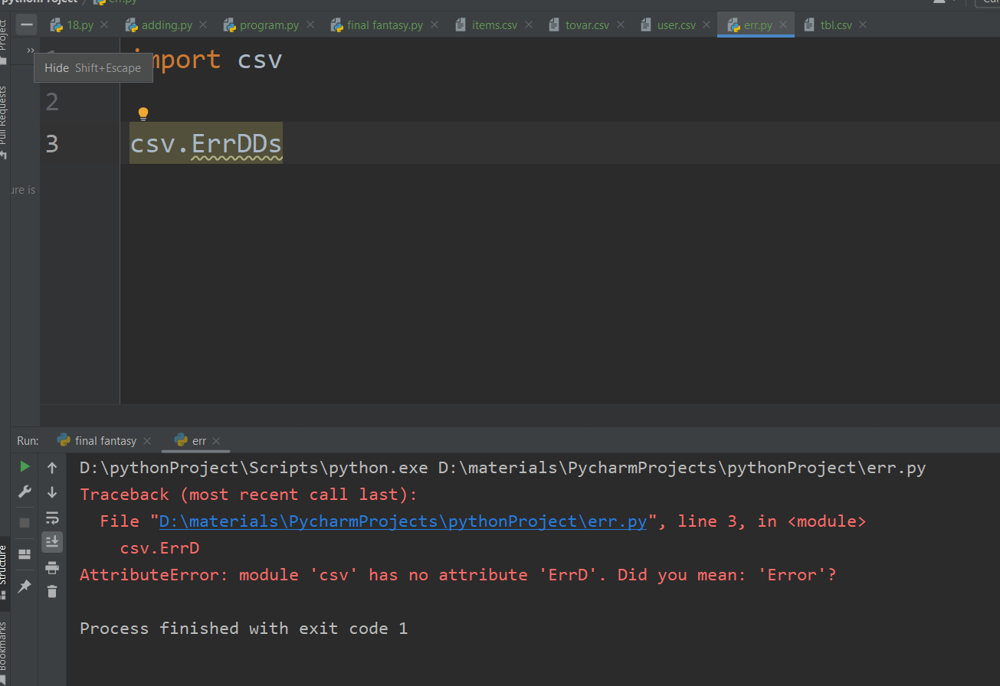 pythonProject err.py
18.py adding.py program.py final fantasy.py items.csv tovar.csv user.csv err.py tbl.csv
Project
Pull Requests
Hide Shift+Escape
import csv
2
3 csv.ErrDDs
ure is
Run: final fantasy err
D:\pythonProject\Scripts\python.exe D:\materials\PycharmProjects\pythonProject\err.py
Traceback (most recent call last):
File "D:\materials\PycharmProjects\pythonProject\err.py", line 3, in <module>
csv.ErrD
AttributeError: module 'csv' has no attribute 'ErrD'. Did you mean: 'Error'?
Process finished with exit code 1
Structure
Bookmarks